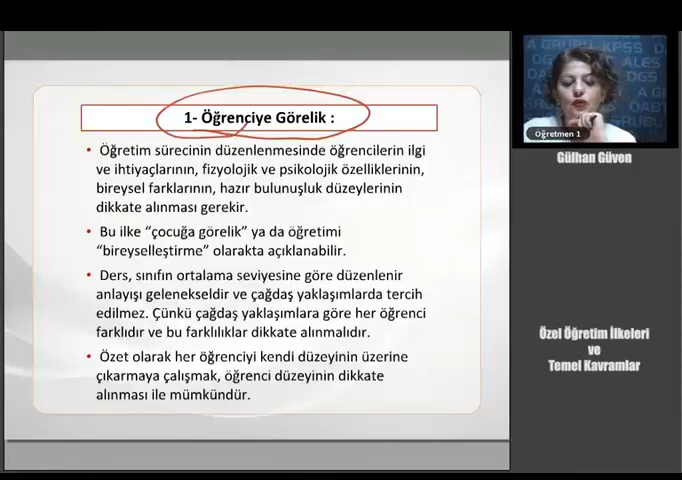 1- Öğrenciye Görelik :
• Öğretim sürecinin düzenlenmesinde öğrencilerin ilgi
ve ihtiyaçlarının, fizyolojik ve psikolojik özelliklerinin,
bireysel farklarının, hazır bulunuşluk düzeylerinin
dikkate alınması gerekir.
• Bu ilke “çocuğa görelik” ya da öğretimi
“bireyselleştirme” olarakta açıklanabilir.
• Ders, sınıfın ortalama seviyesine göre düzenlenir
anlayışı gelenekseldir ve çağdaş yaklaşımlarda tercih
edilmez. Çünkü çağdaş yaklaşımlara göre her öğrenci
farklıdır ve bu farklılıklar dikkate alınmalıdır.
• Özet olarak her öğrenciyi kendi düzeyinin üzerine
çıkarmaya çalışmak, öğrenci düzeyinin dikkate
alınması ile mümkündür.
A GRUBU KPSS
ALES
DGS
Öğretmen 1
Gülhan Güven
Özel Öğretim İlkeleri
ve
Temel Kavramlar